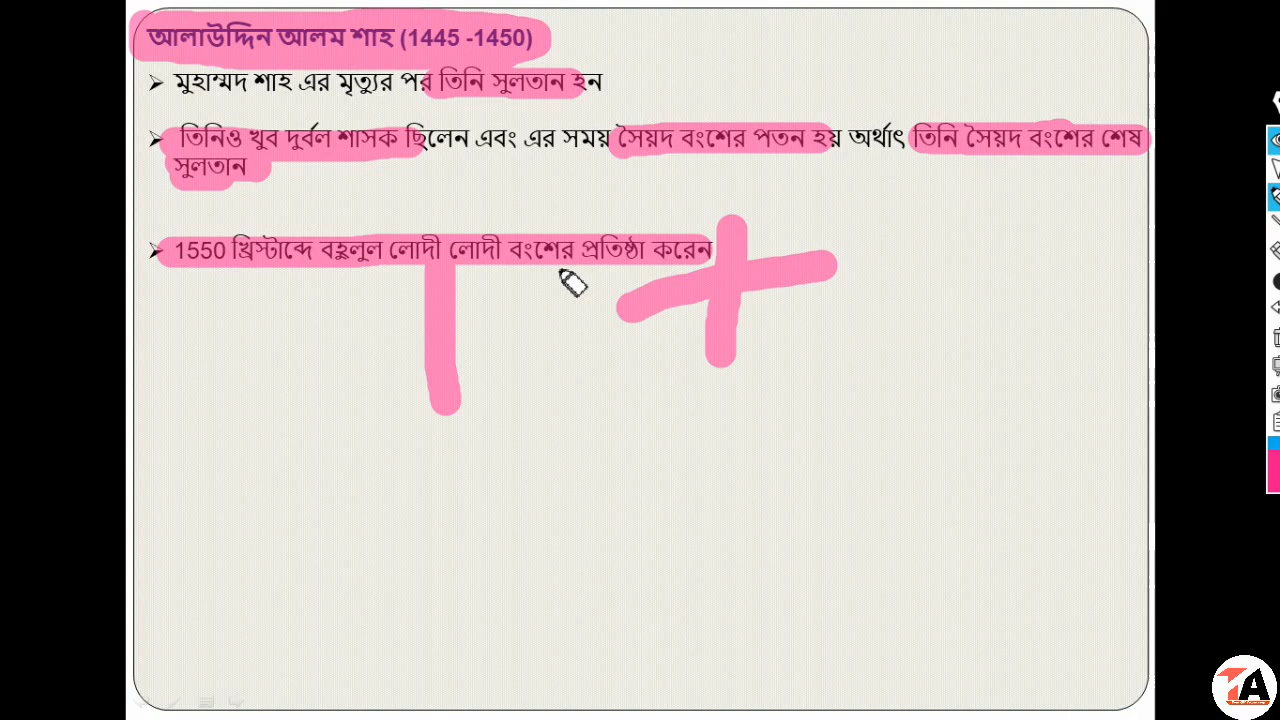 আলাউদ্দিন আলম শাহ (1445 -1450)
➢ মুহাম্মদ শাহ এর মৃত্যুর পর তিনি সুলতান হন
➢ তিনিও খুব দুর্বল শাসক ছিলেন এবং এর সময় সৈয়দ বংশের পতন হয় অর্থাৎ তিনি সৈয়দ বংশের শেষ
সুলতান
➢ 1550 খ্রিস্টাব্দে বহলুল লোদী লোদী বংশের প্রতিষ্ঠা করেন
TA